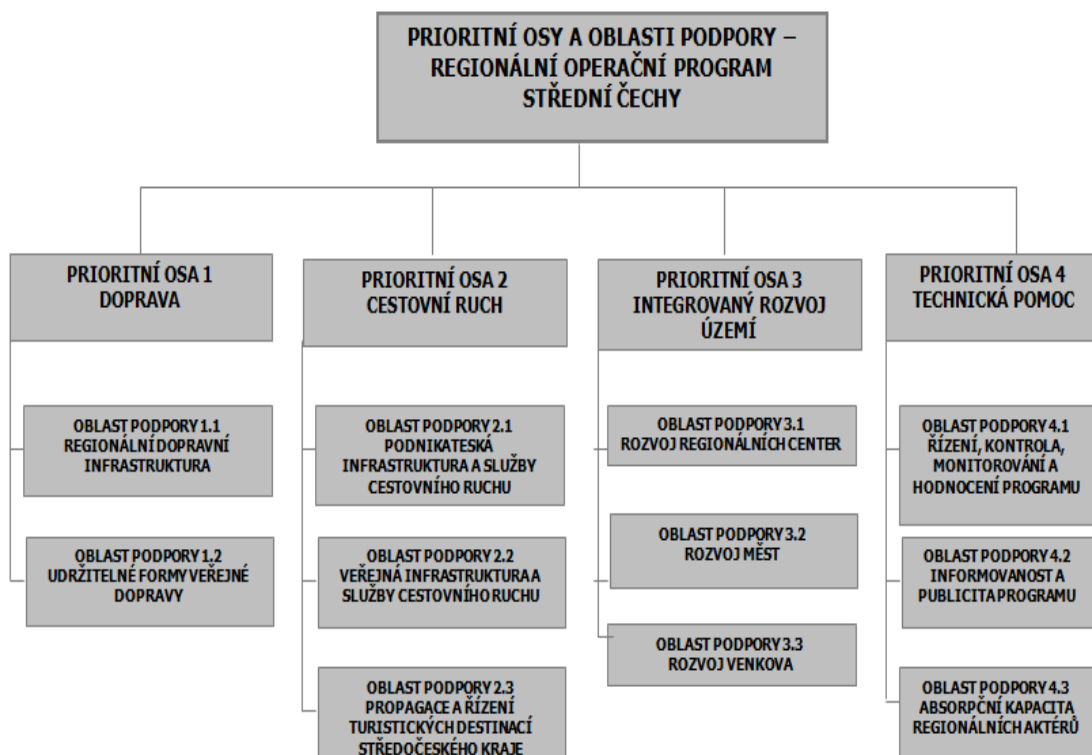 PRIORITNÍ OSY A OBLASTI PODPORY –
REGIONÁLNÍ OPERAČNÍ PROGRAM
STŘEDNÍ ČECHY
PRIORITNÍ OSA 1
DOPRAVA
OBLAST PODPORY 1.1
REGIONÁLNÍ DOPRAVNÍ
INFRASTRUKTURA
OBLAST PODPORY 1.2
UDRŽITELNÉ FORMY VEŘEJNÉ
DOPRAVY
PRIORITNÍ OSA 2
CESTOVNÍ RUCH
OBLAST PODPORY 2.1
PODNIKATESKÁ
INFRASTRUKTURA A SLUŽBY
CESTOVNÍHO RUCHU
OBLAST PODPORY 2.2
VEŘEJNÁ INFRASTRUKTURA A
SLUŽBY CESTOVNÍHO RUCHU
OBLAST PODPORY 2.3
PROPAGACE A ŘÍZENÍ
TURISTICKÝCH DESTINACÍ
STŘEDOČESKÉHO KRAJE
PRIORITNÍ OSA 3
INTEGROVANÝ ROZVOJ
ÚZEMÍ
OBLAST PODPORY 3.1
ROZVOJ REGIONÁLNÍCH CENTER
OBLAST PODPORY 3.2
ROZVOJ MĚST
OBLAST PODPORY 3.3
ROZVOJ VENKOVA
PRIORITNÍ OSA 4
TECHNICKÁ POMOC
OBLAST PODPORY 4.1
ŘÍZENÍ, KONTROLA,
MONITOROVÁNÍ A
HODNOCENÍ PROGRAMU
OBLAST PODPORY 4.2
INFORMOVANOST A
PUBLICITA PROGRAMU
OBLAST PODPORY 4.3
ABSORPČNÍ KAPACITA
REGIONÁLNÍCH AKTÉRŮ